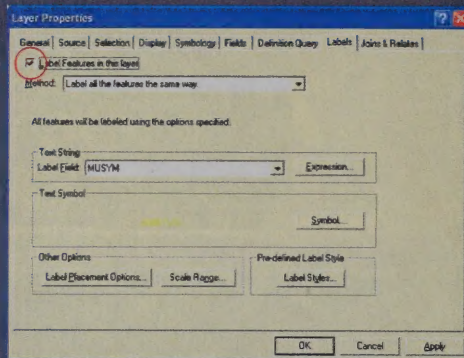 Layer Properties
General Source Selection Display Symbology Fields Definition Query Labels Joins & Relates
Label Features in this layer
Method: Label all the features the same way.
All features will be labeled using the options specified.
Text String
Label Field: MUSYM Expression...
Text Symbol
Symbol...
Other Options Pre-defined Label Style
Label Placement Options... Scale Range... Label Styles...
OK Cancel Apply